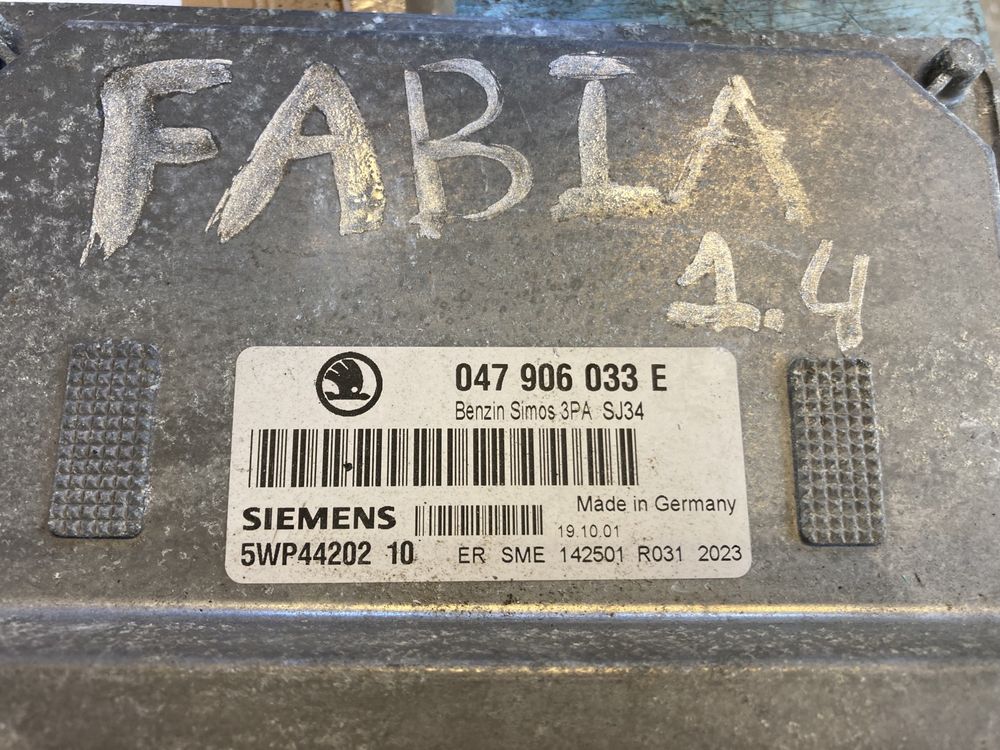 FABIA
1.4
047 906 033 E
Benzin Simos 3PA SJ34
Made in Germany
SIEMENS 19.10.01
5WP44202 10 ER SME 142501 R031 2023